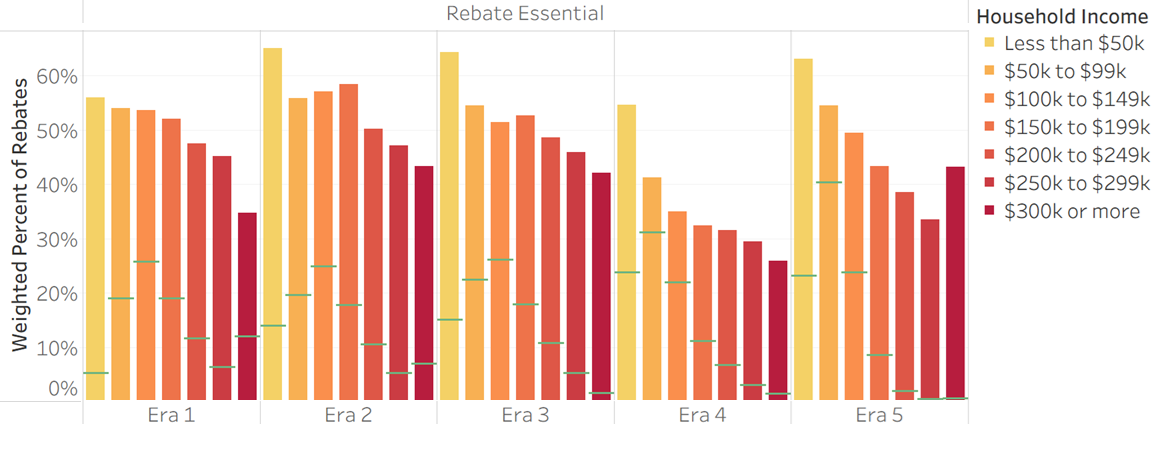 Rebate Essential
Weighted Percent of Rebates
60%
50%
40%
30%
20%
10%
0%
Era 1
Era 2
Era 3
Era 4
Era 5
Household Income
Less than $50k
$50k to $99k
$100k to $149k
$150k to $199k
$200k to $249k
$250k to $299k
$300k or more